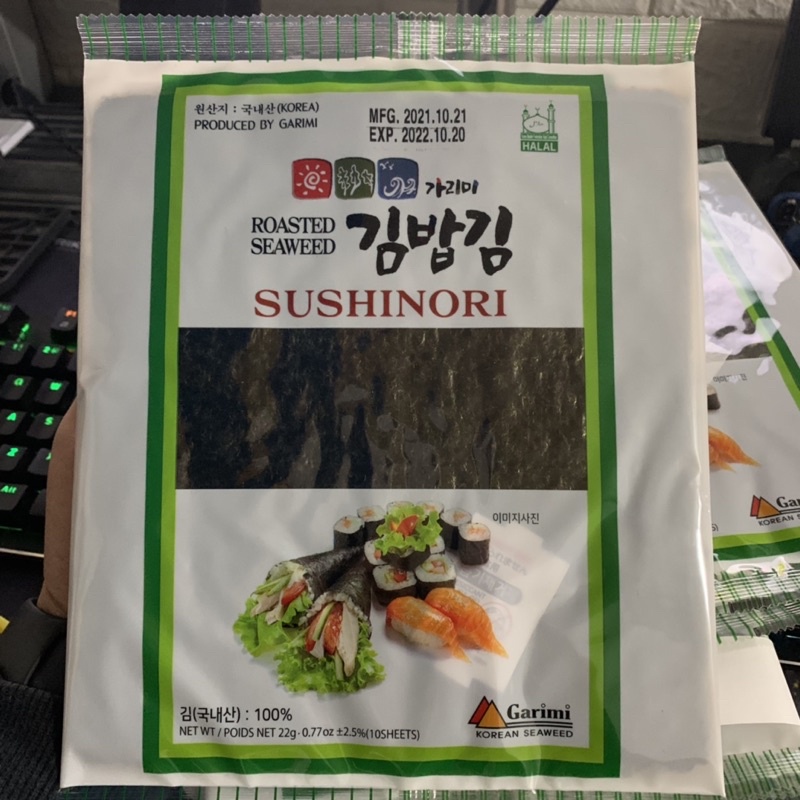 원산지 : 국내산(KOREA)
PRODUCED BY GARIMI
MFG. 2021.10.21
EXP. 2022.10.20
HALAL
가리미
ROASTED
SEAWEED
김밥김
SUSHINORI
이미지사진
김(국내산) : 100%
NET WT / POIDS NET 22g · 0.77oz ±2.5%(10SHEETS)
Garimi
KOREAN SEAWEED